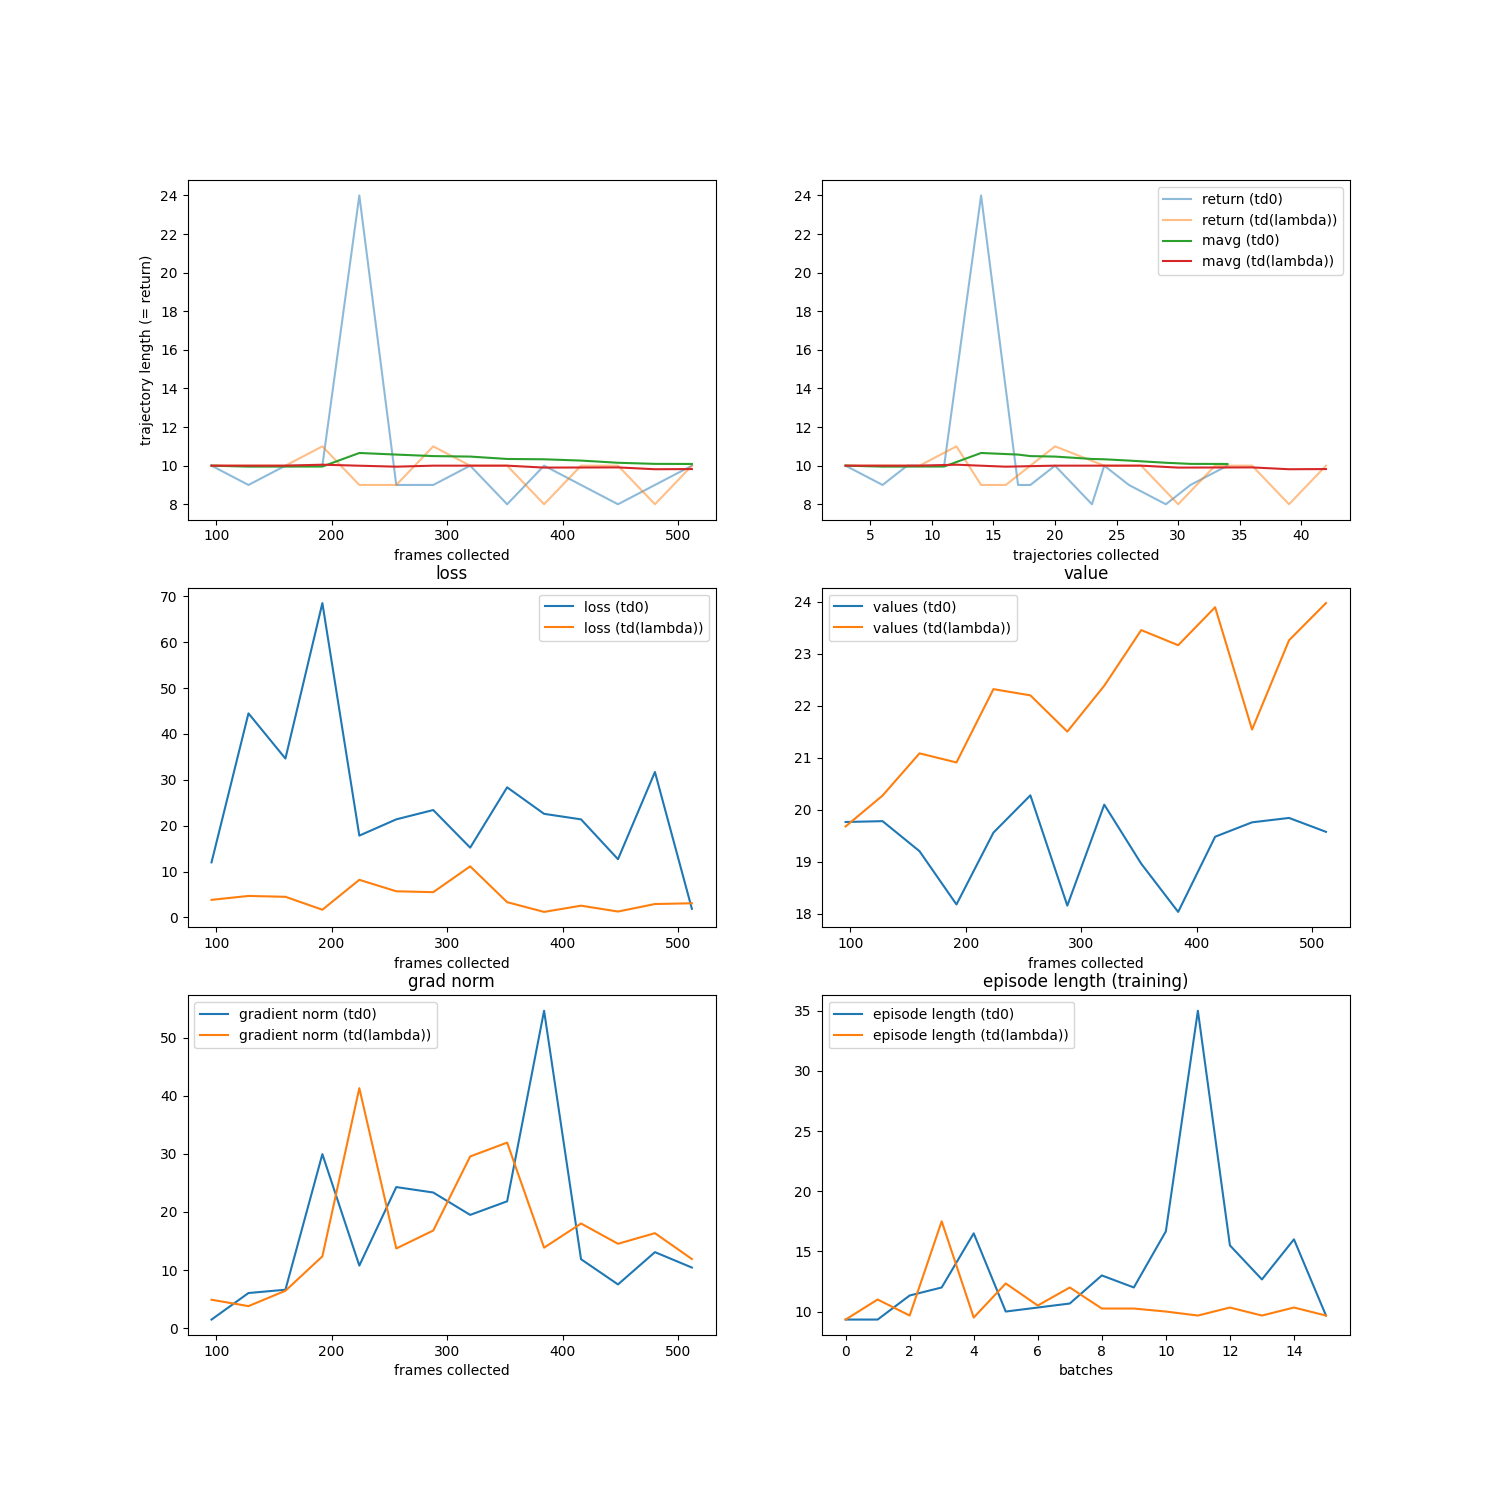 24
22
20
18
16
14
12
10
8
trajectory length (= return)
100 200 300 400 500
frames collected
24
22
20
18
16
14
12
10
8
return (td0)
return (td(lambda))
mavg (td0)
mavg (td(lambda))
5 10 15 20 25 30 35 40
trajectories collected
loss
70
60
50
40
30
20
10
0
loss (td0)
loss (td(lambda))
100 200 300 400 500
frames collected
value
24
23
22
21
20
19
18
values (td0)
values (td(lambda))
100 200 300 400 500
frames collected
grad norm
50
40
30
20
10
0
gradient norm (td0)
gradient norm (td(lambda))
100 200 300 400 500
frames collected
episode length (training)
35
30
25
20
15
10
episode length (td0)
episode length (td(lambda))
0 2 4 6 8 10 12 14
batches